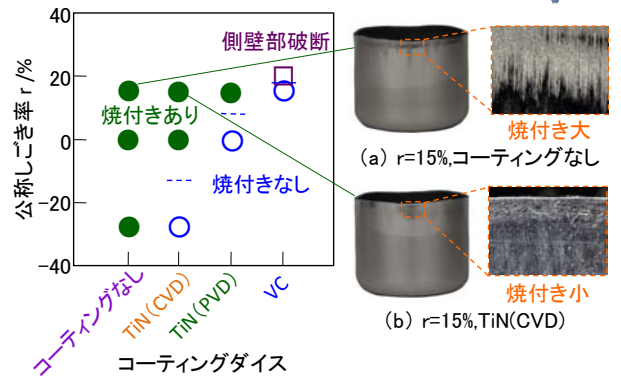 公称しごき率 r /%
40
20
0
-20
-40
側壁部破断
焼付きあり
焼付きなし
コーティングなし
TiN(CVD)
TiN(PVD)
VC
コーティングダイス
焼付き大
(a) r=15%,コーティングなし
焼付き小
(b) r=15%,TiN(CVD)